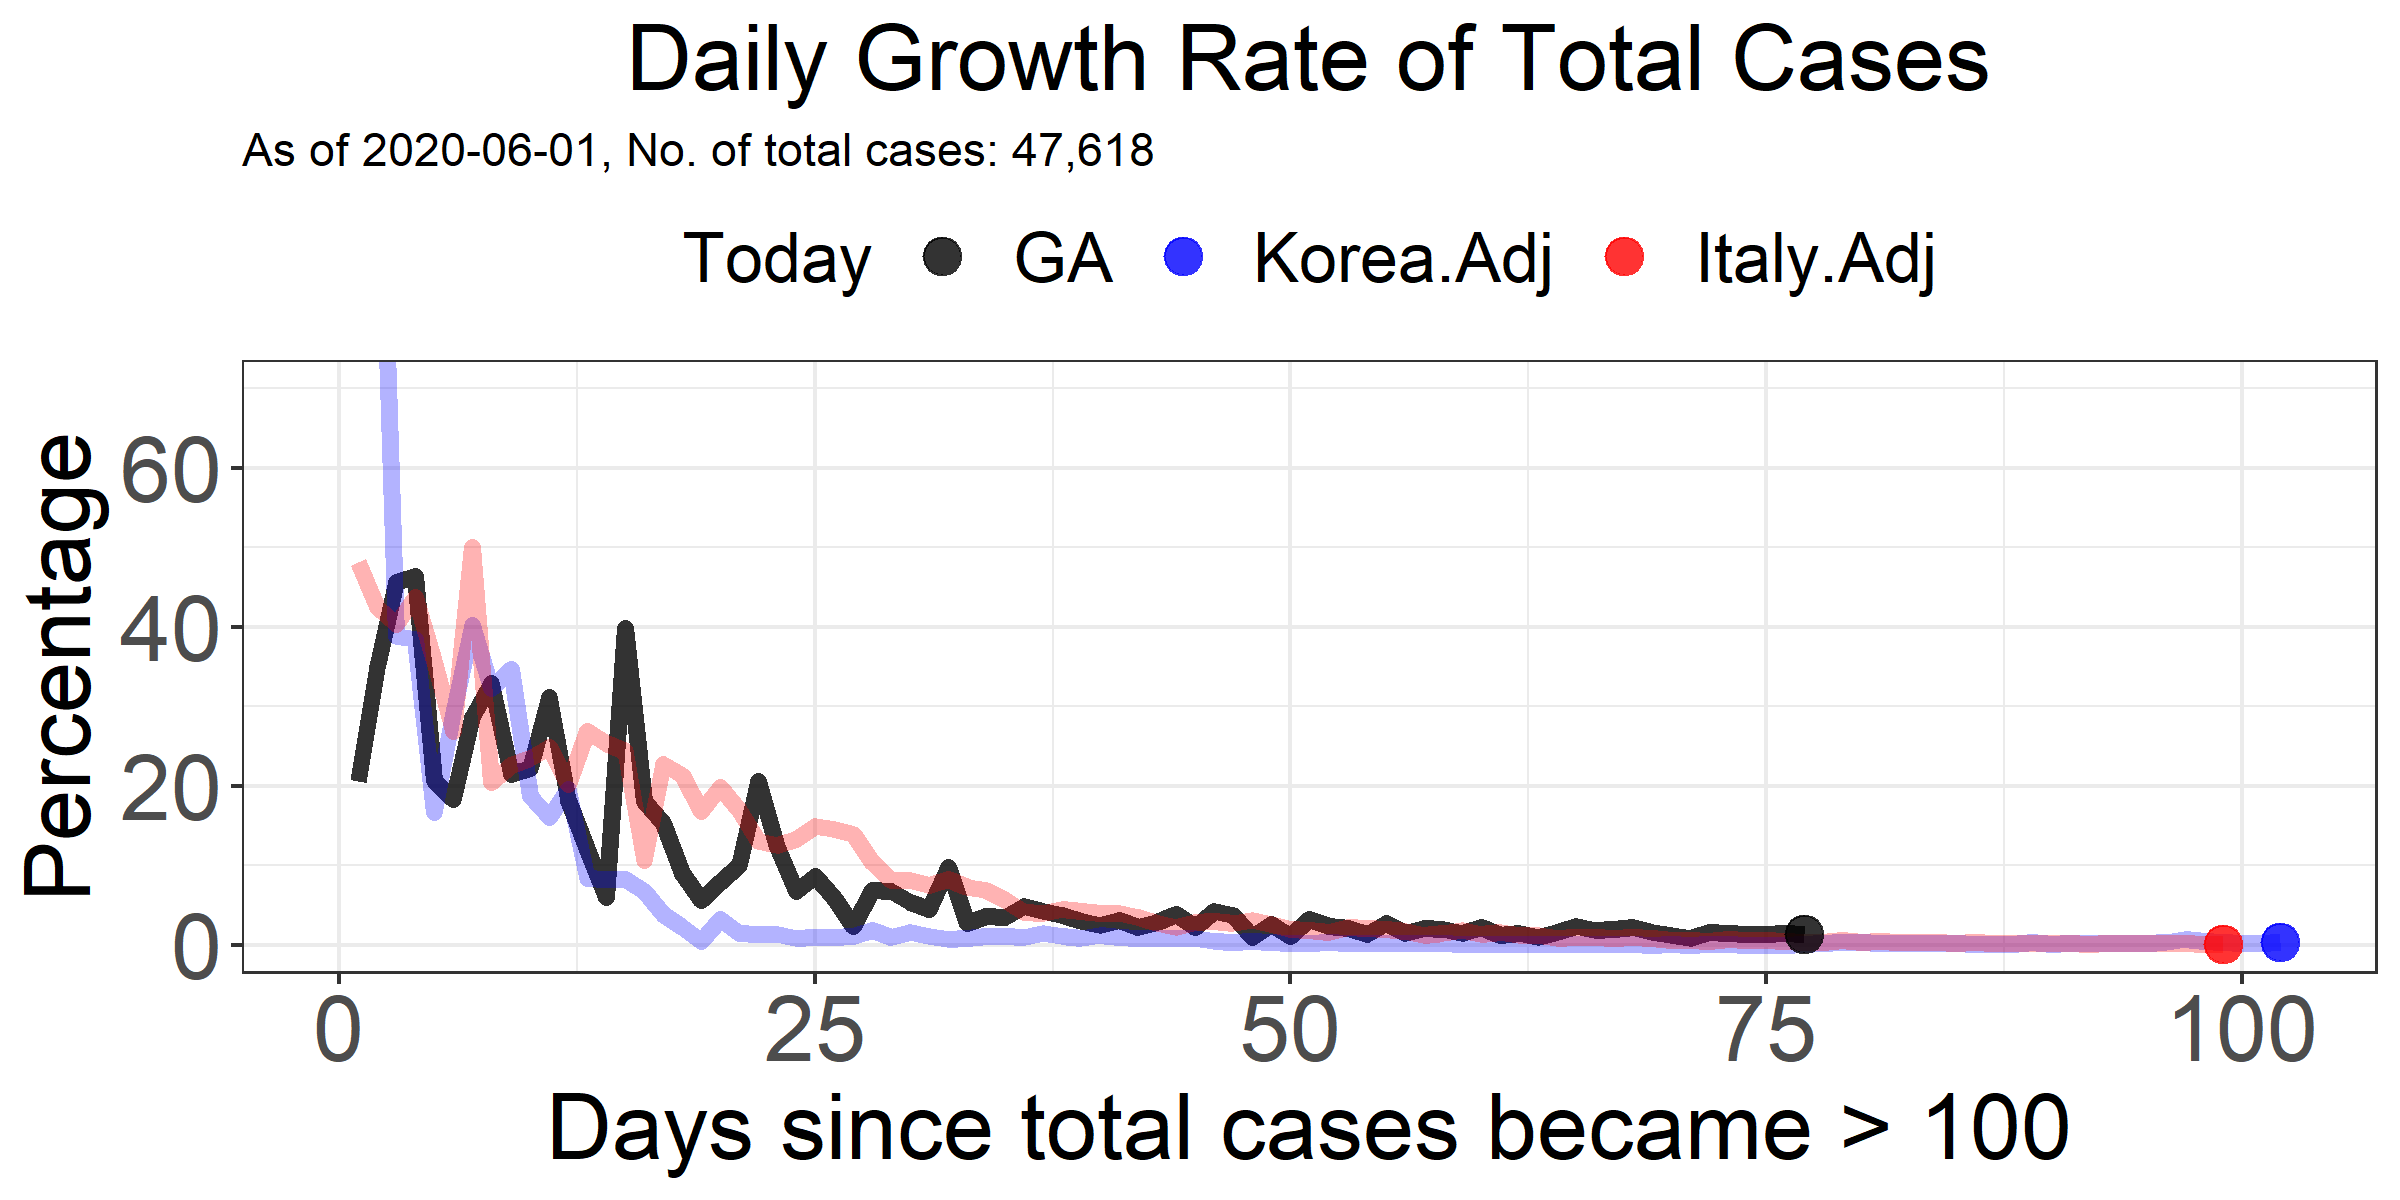 Daily Growth Rate of Total Cases
As of 2020-06-01, No. of total cases: 47,618
Today GA Korea.Adj Italy.Adj
Percentage
60
40
20
0
0 25 50 75 100
Days since total cases became > 100